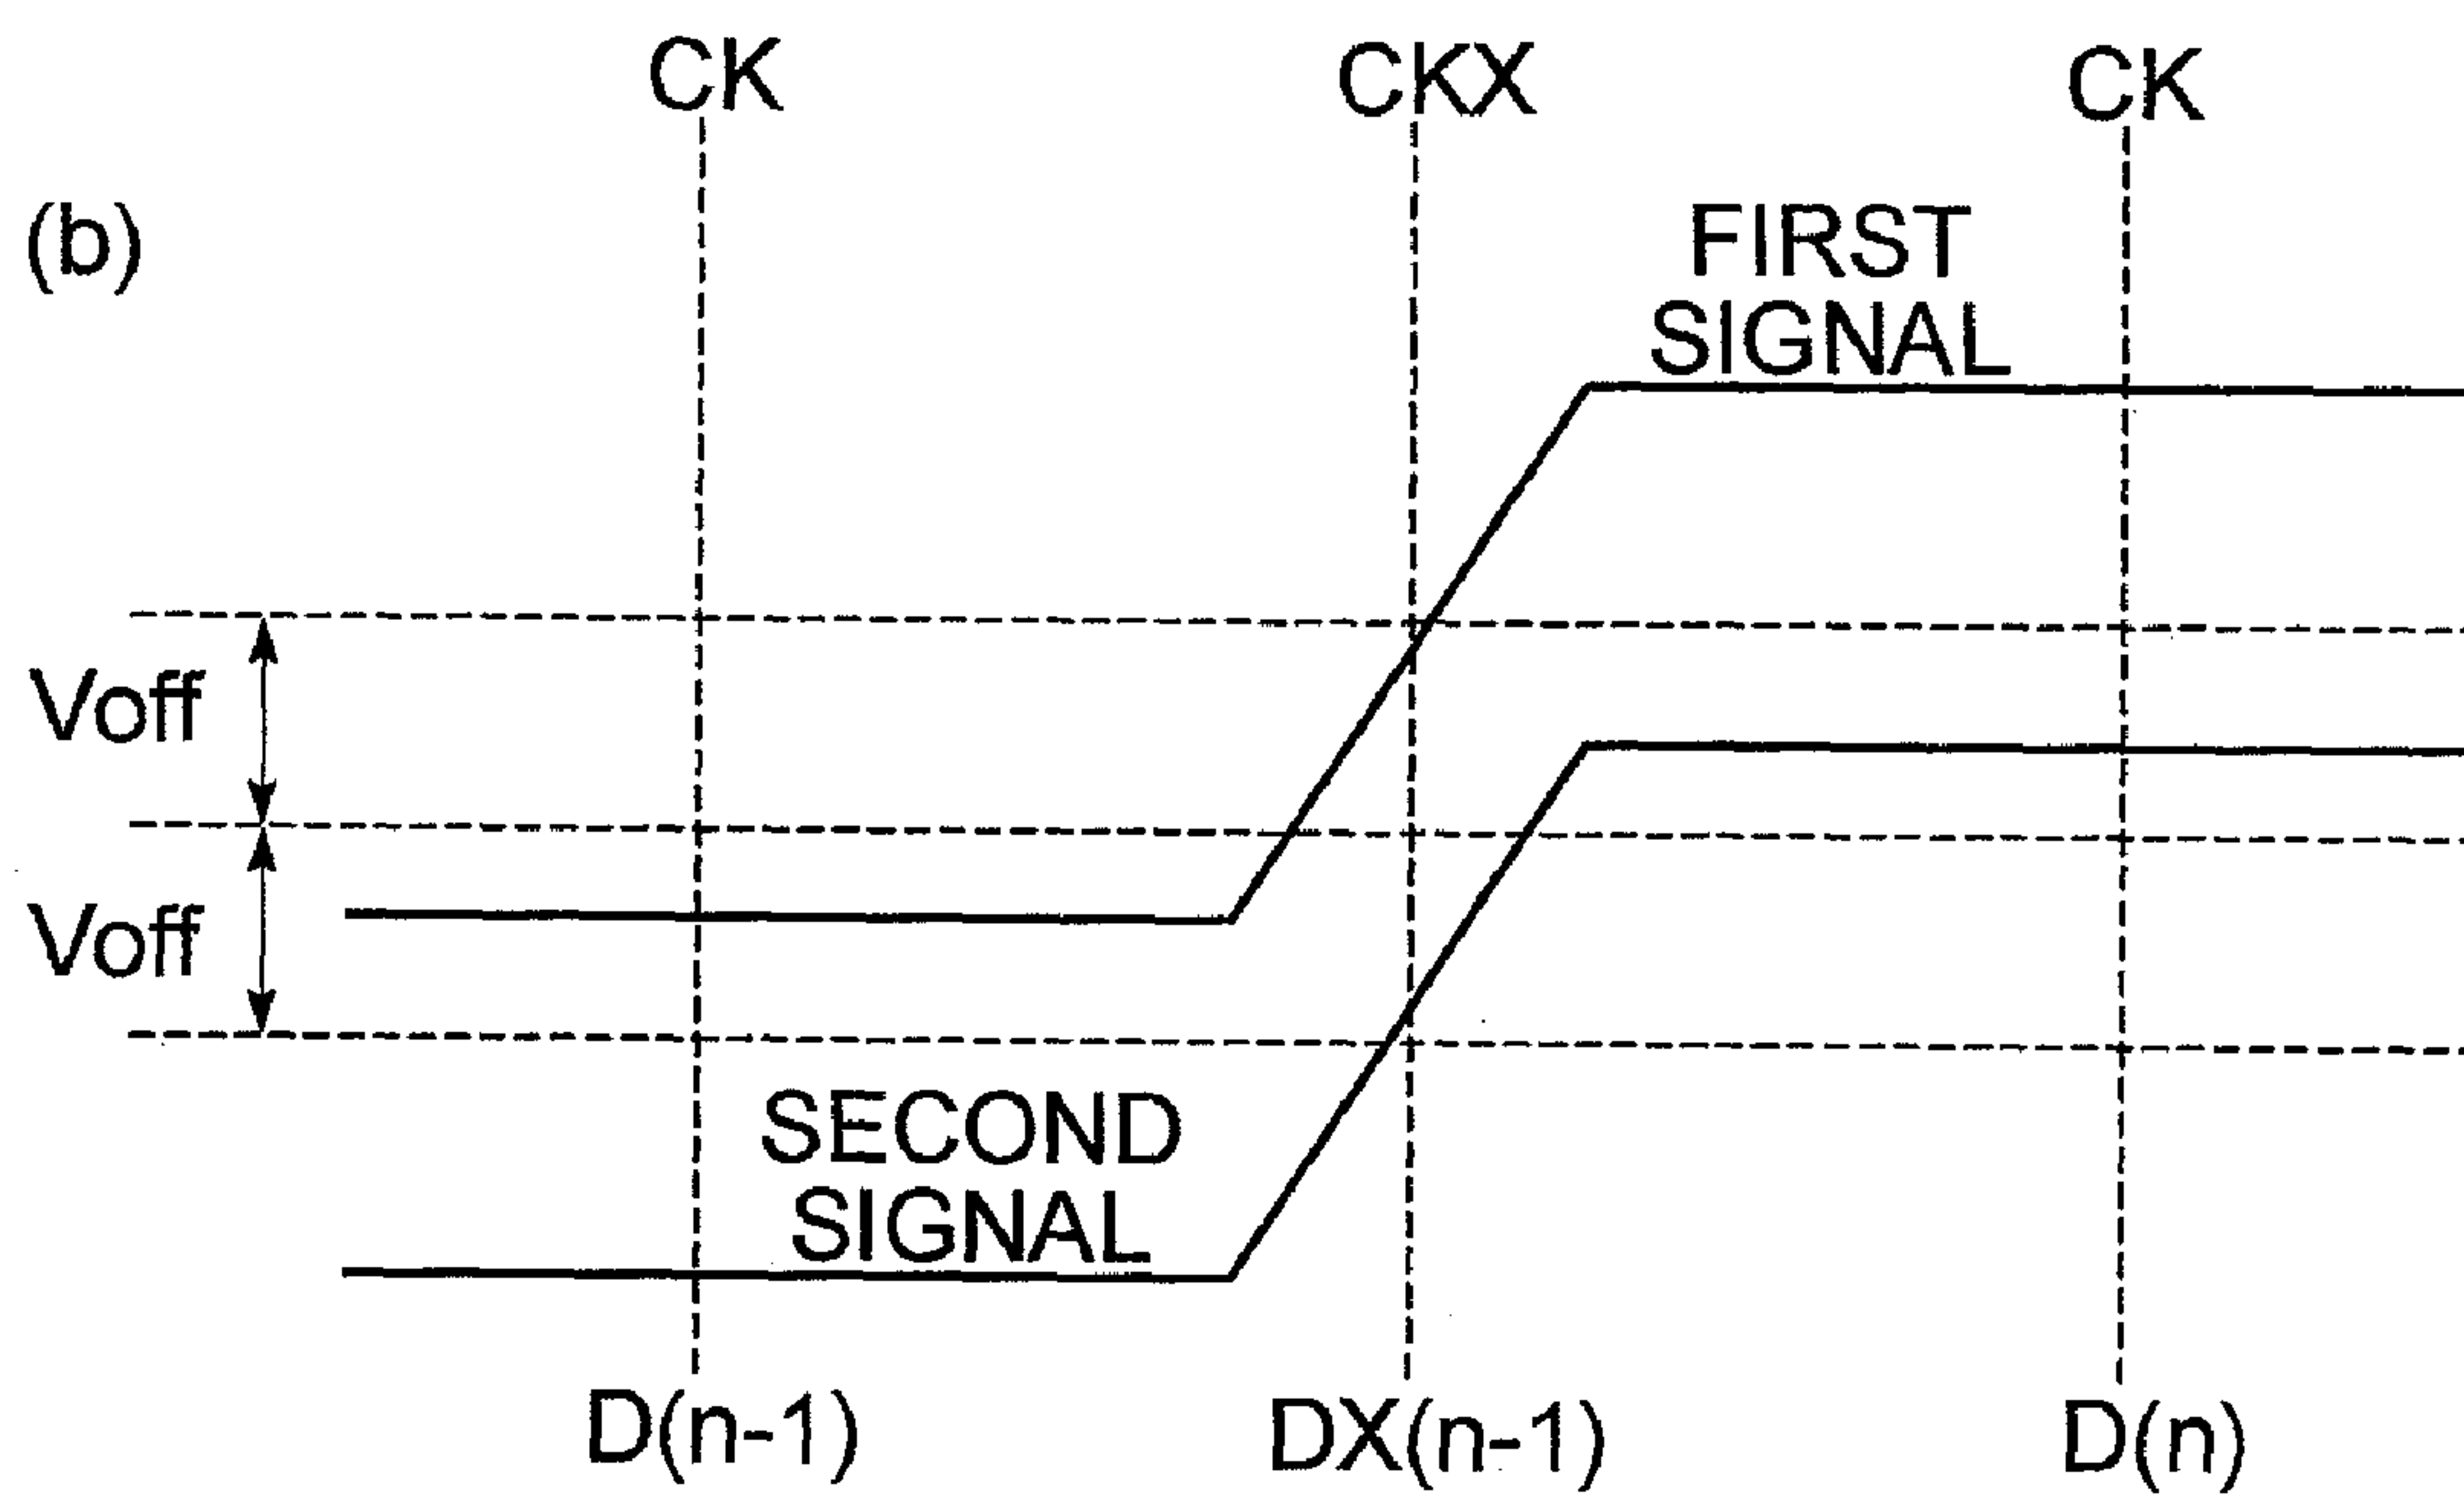 CK
CKX
CK
(b)
FIRST
SIGNAL
Voff
Voff
SECOND
SIGNAL
D(n-1)
DX(n-1)
D(n)